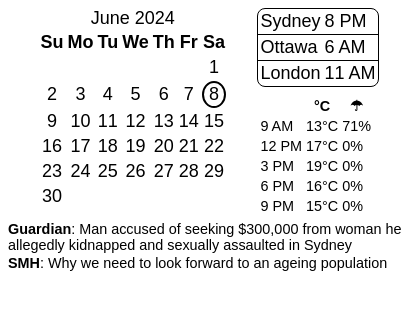 June 2024
Su Mo Tu We Th Fr Sa
1
2 3 4 5 6 7 8
9 10 11 12 13 14 15
16 17 18 19 20 21 22
23 24 25 26 27 28 29
30
Sydney 8 PM
Ottawa 6 AM
London 11 AM
°C ☂
9 AM 13°C 71%
12 PM 17°C 0%
3 PM 19°C 0%
6 PM 16°C 0%
9 PM 15°C 0%
Guardian: Man accused of seeking $300,000 from woman he
allegedly kidnapped and sexually assaulted in Sydney
SMH: Why we need to look forward to an ageing population